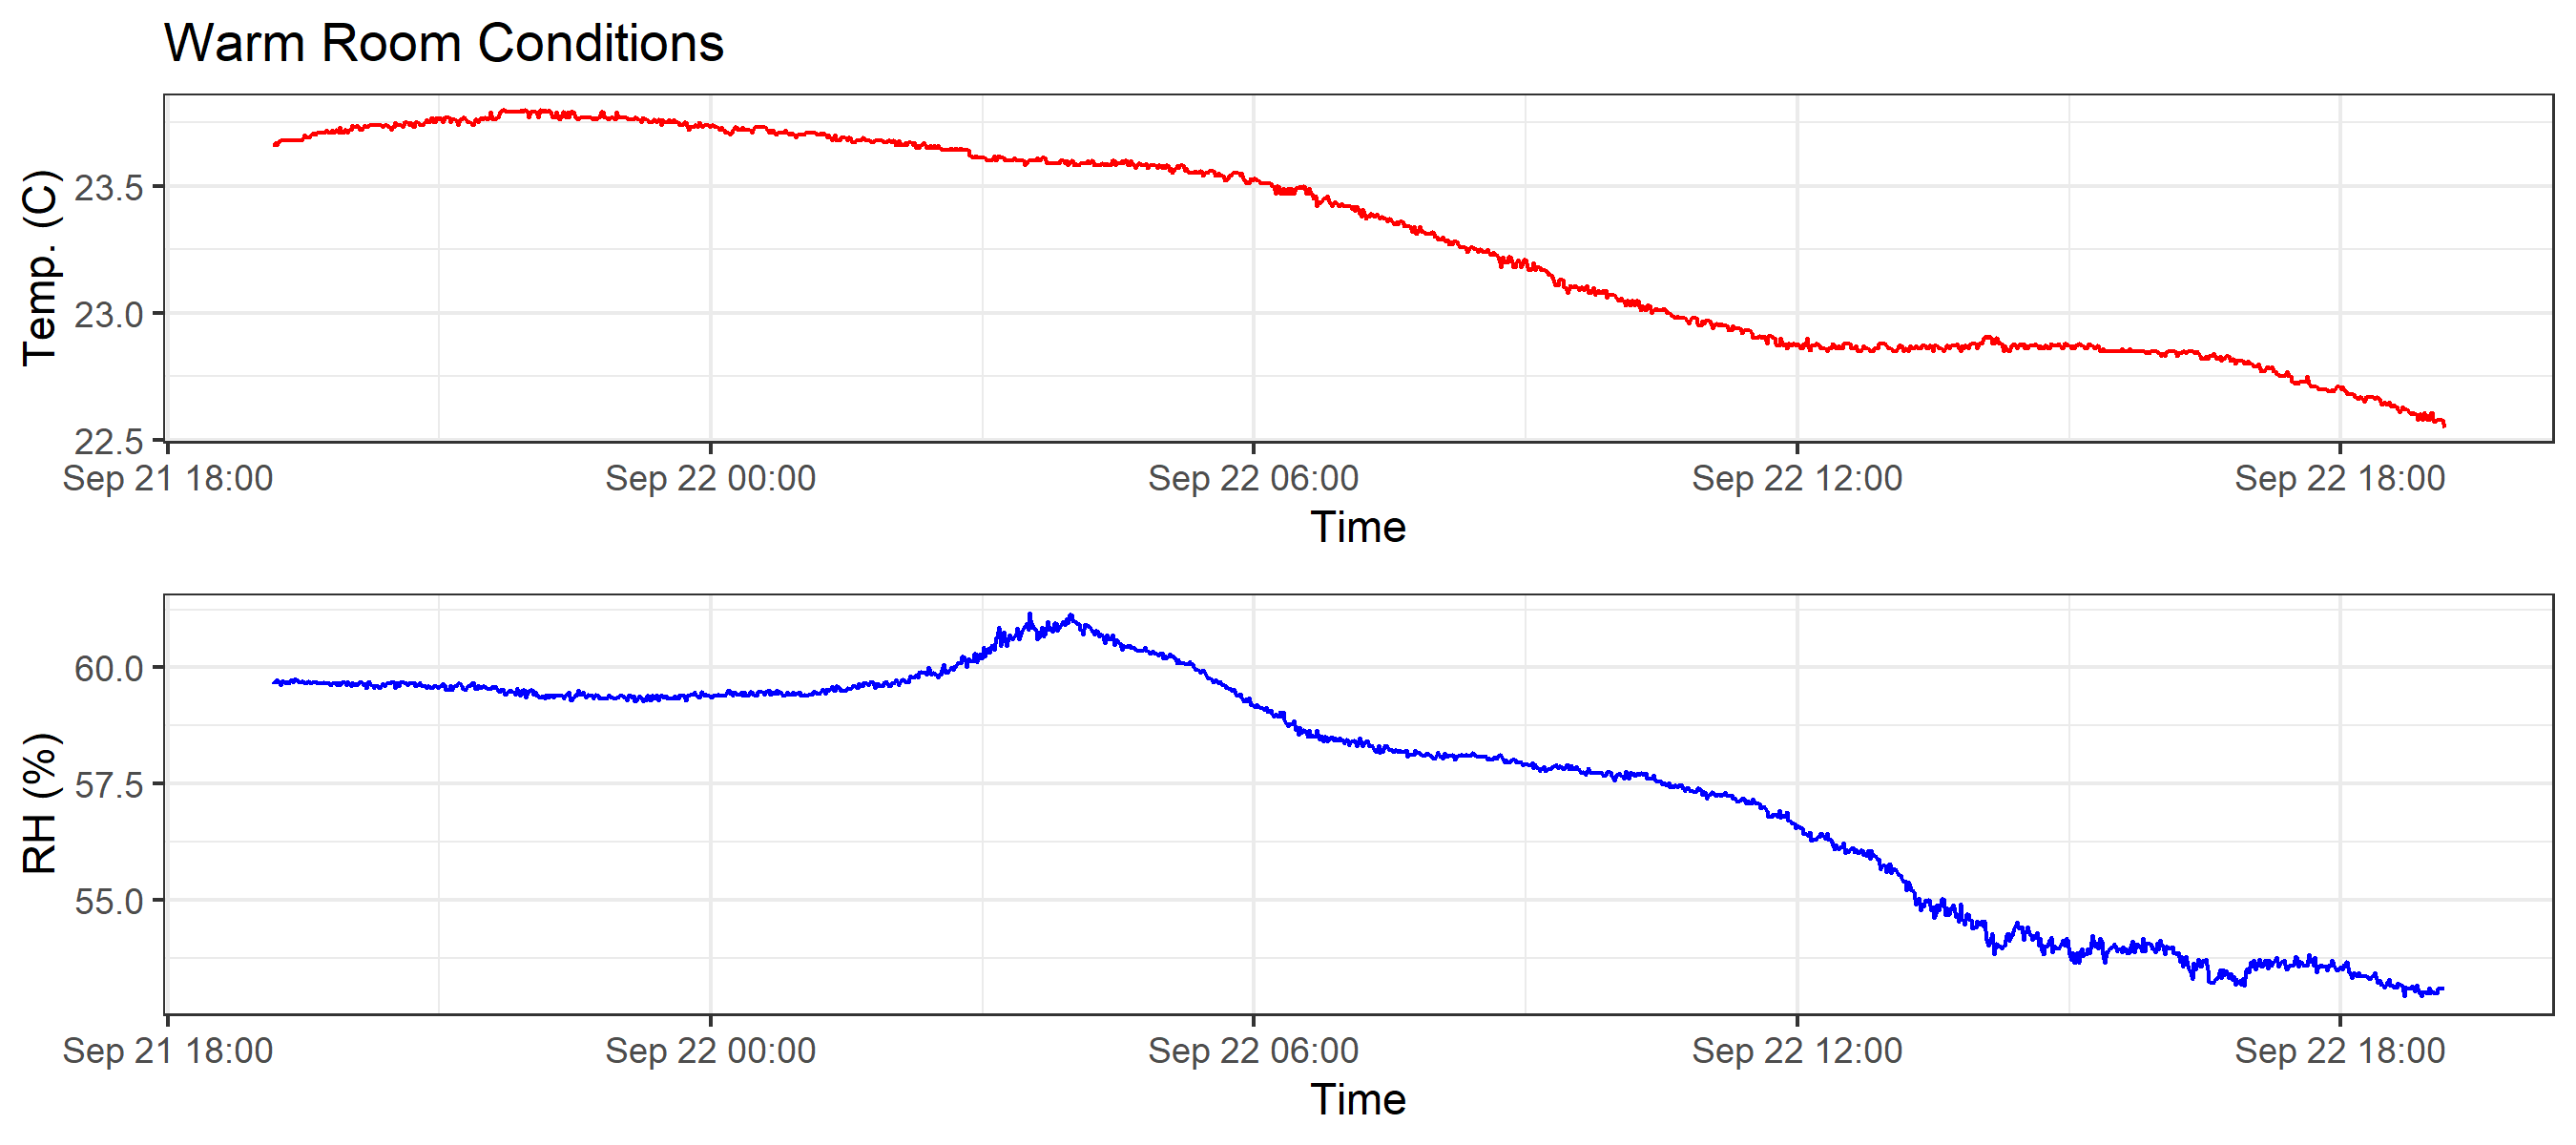 Warm Room Conditions
Temp. (C)
23.5
23.0
22.5
Sep 21 18:00 Sep 22 00:00 Sep 22 06:00 Sep 22 12:00 Sep 22 18:00
Time
RH (%)
60.0
57.5
55.0
Sep 21 18:00 Sep 22 00:00 Sep 22 06:00 Sep 22 12:00 Sep 22 18:00
Time